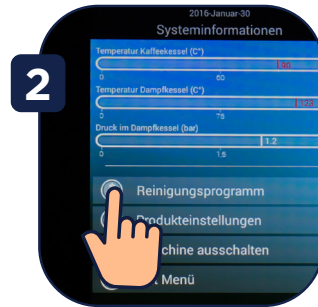 2016-Januar-30
Systeminformationen
2
Temperatur Kaffeekessel (C°)
0 60
Temperatur Dampfkessel (C°)
0 75
Druck im Dampfkessel (bar)
1.2
0 1.5
Reinigungsprogramm
Produkteinstellungen
ausschalten
Menü